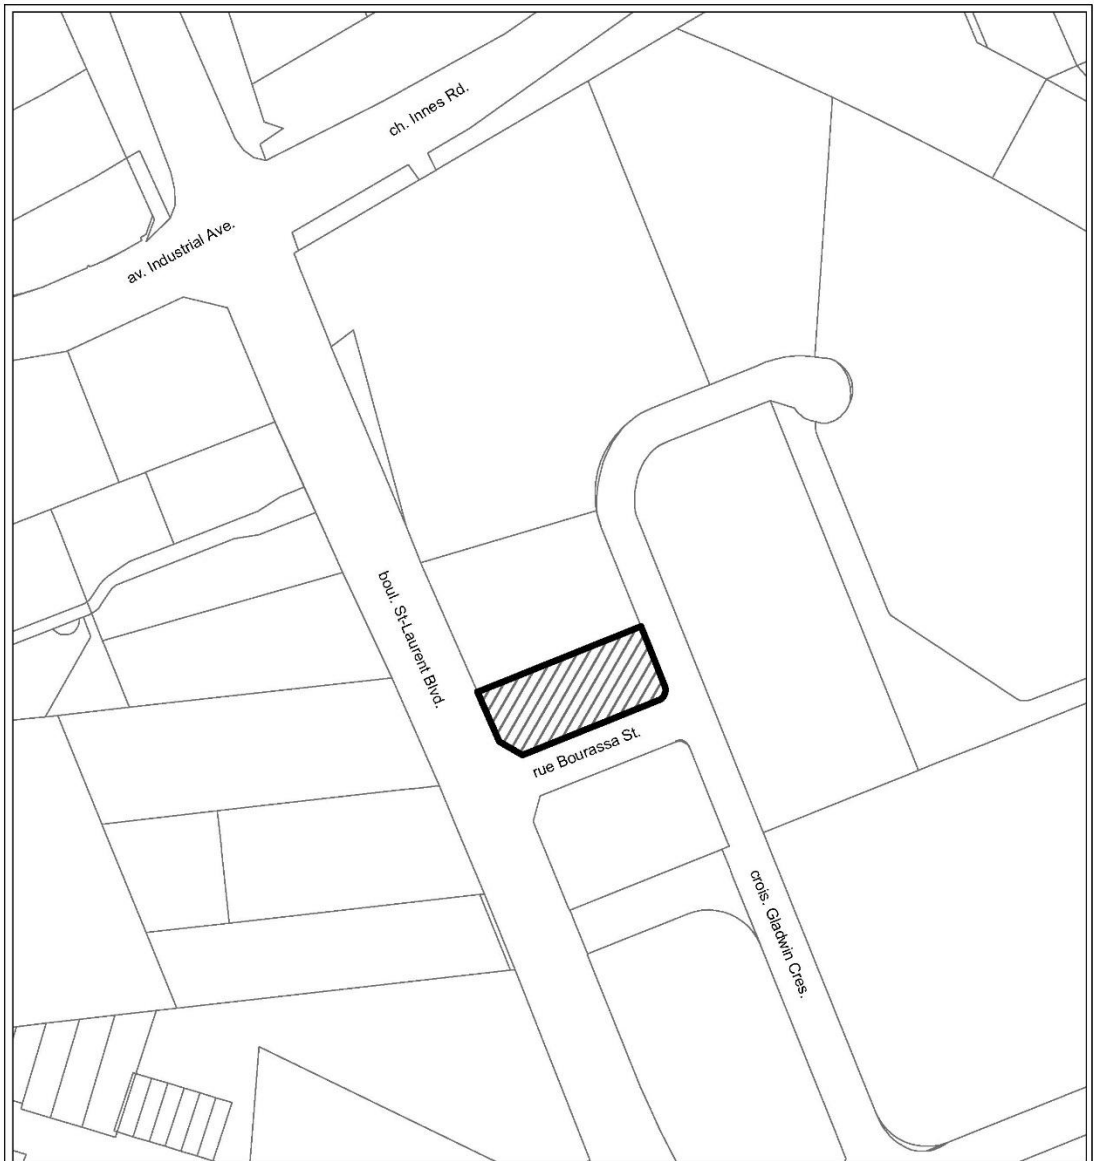 ch. Innes Rd.
av. Industrial Ave.
boul. St-Laurent Blvd.
rue Bourassa St.
crois. Gladwin Cres.